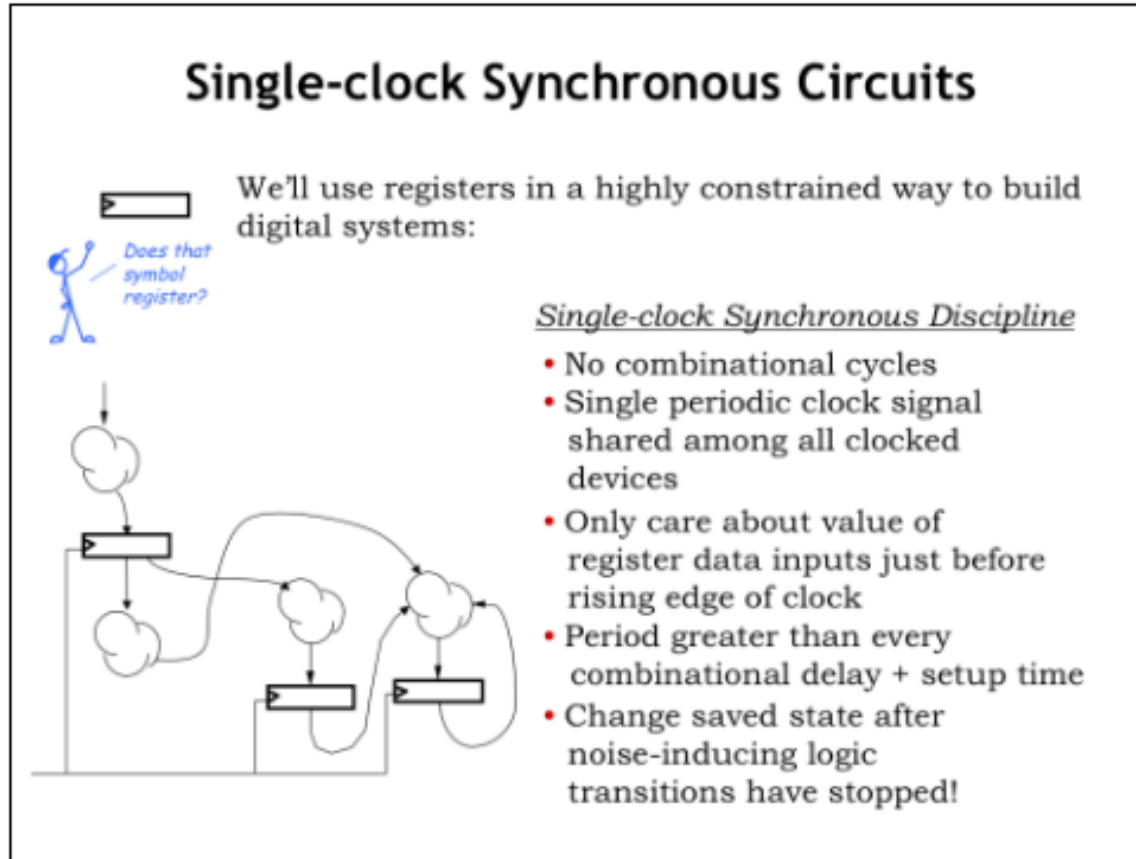 Single-clock Synchronous Circuits
We'll use registers in a highly constrained way to build
digital systems:
Does that
symbol
register?
Single-clock Synchronous Discipline
• No combinational cycles
• Single periodic clock signal
shared among all clocked
devices
• Only care about value of
register data inputs just before
rising edge of clock
• Period greater than every
combinational delay + setup time
• Change saved state after
noise-inducing logic
transitions have stopped!